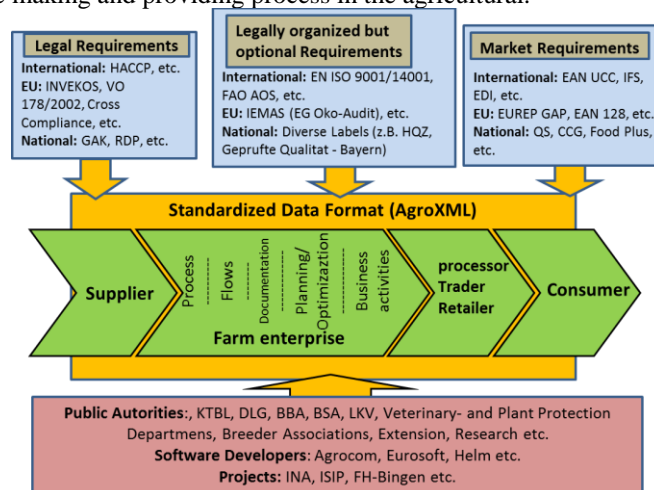 making and providing process in the agricultural.
Legal Requirements
International: HACCP, etc.
EU: INVEKOS, VO
178/2002, Cross
Compliance, etc.
National: GAK, RDP, etc.
Legally organized but
optional Requirements
International: EN ISO 9001/14001,
FAO AOS, etc.
EU: IEMAS (EG Oko-Audit), etc.
National: Diverse Labels (z.B. HQZ,
Geprufte Qualitat - Bayern)
Market Requirements
International: EAN UCC, IFS,
EDI, etc.
EU: EUREP GAP, EAN 128, etc.
National: QS, CCG, Food Plus,
etc.
Standardized Data Format (AgroXML)
Supplier
Process
Flows
Documentation
Planning/
Optimizaztion
Business
activities
Farm enterprise
processor
Trader
Retailer
Consumer
Public Autorities:, KTBL, DLG, BBA, BSA, LKV, Veterinary- and Plant Protection
Departmens, Breeder Associations, Extension, Research etc.
Software Developers: Agrocom, Eurosoft, Helm etc.
Projects: INA, ISIP, FH-Bingen etc.